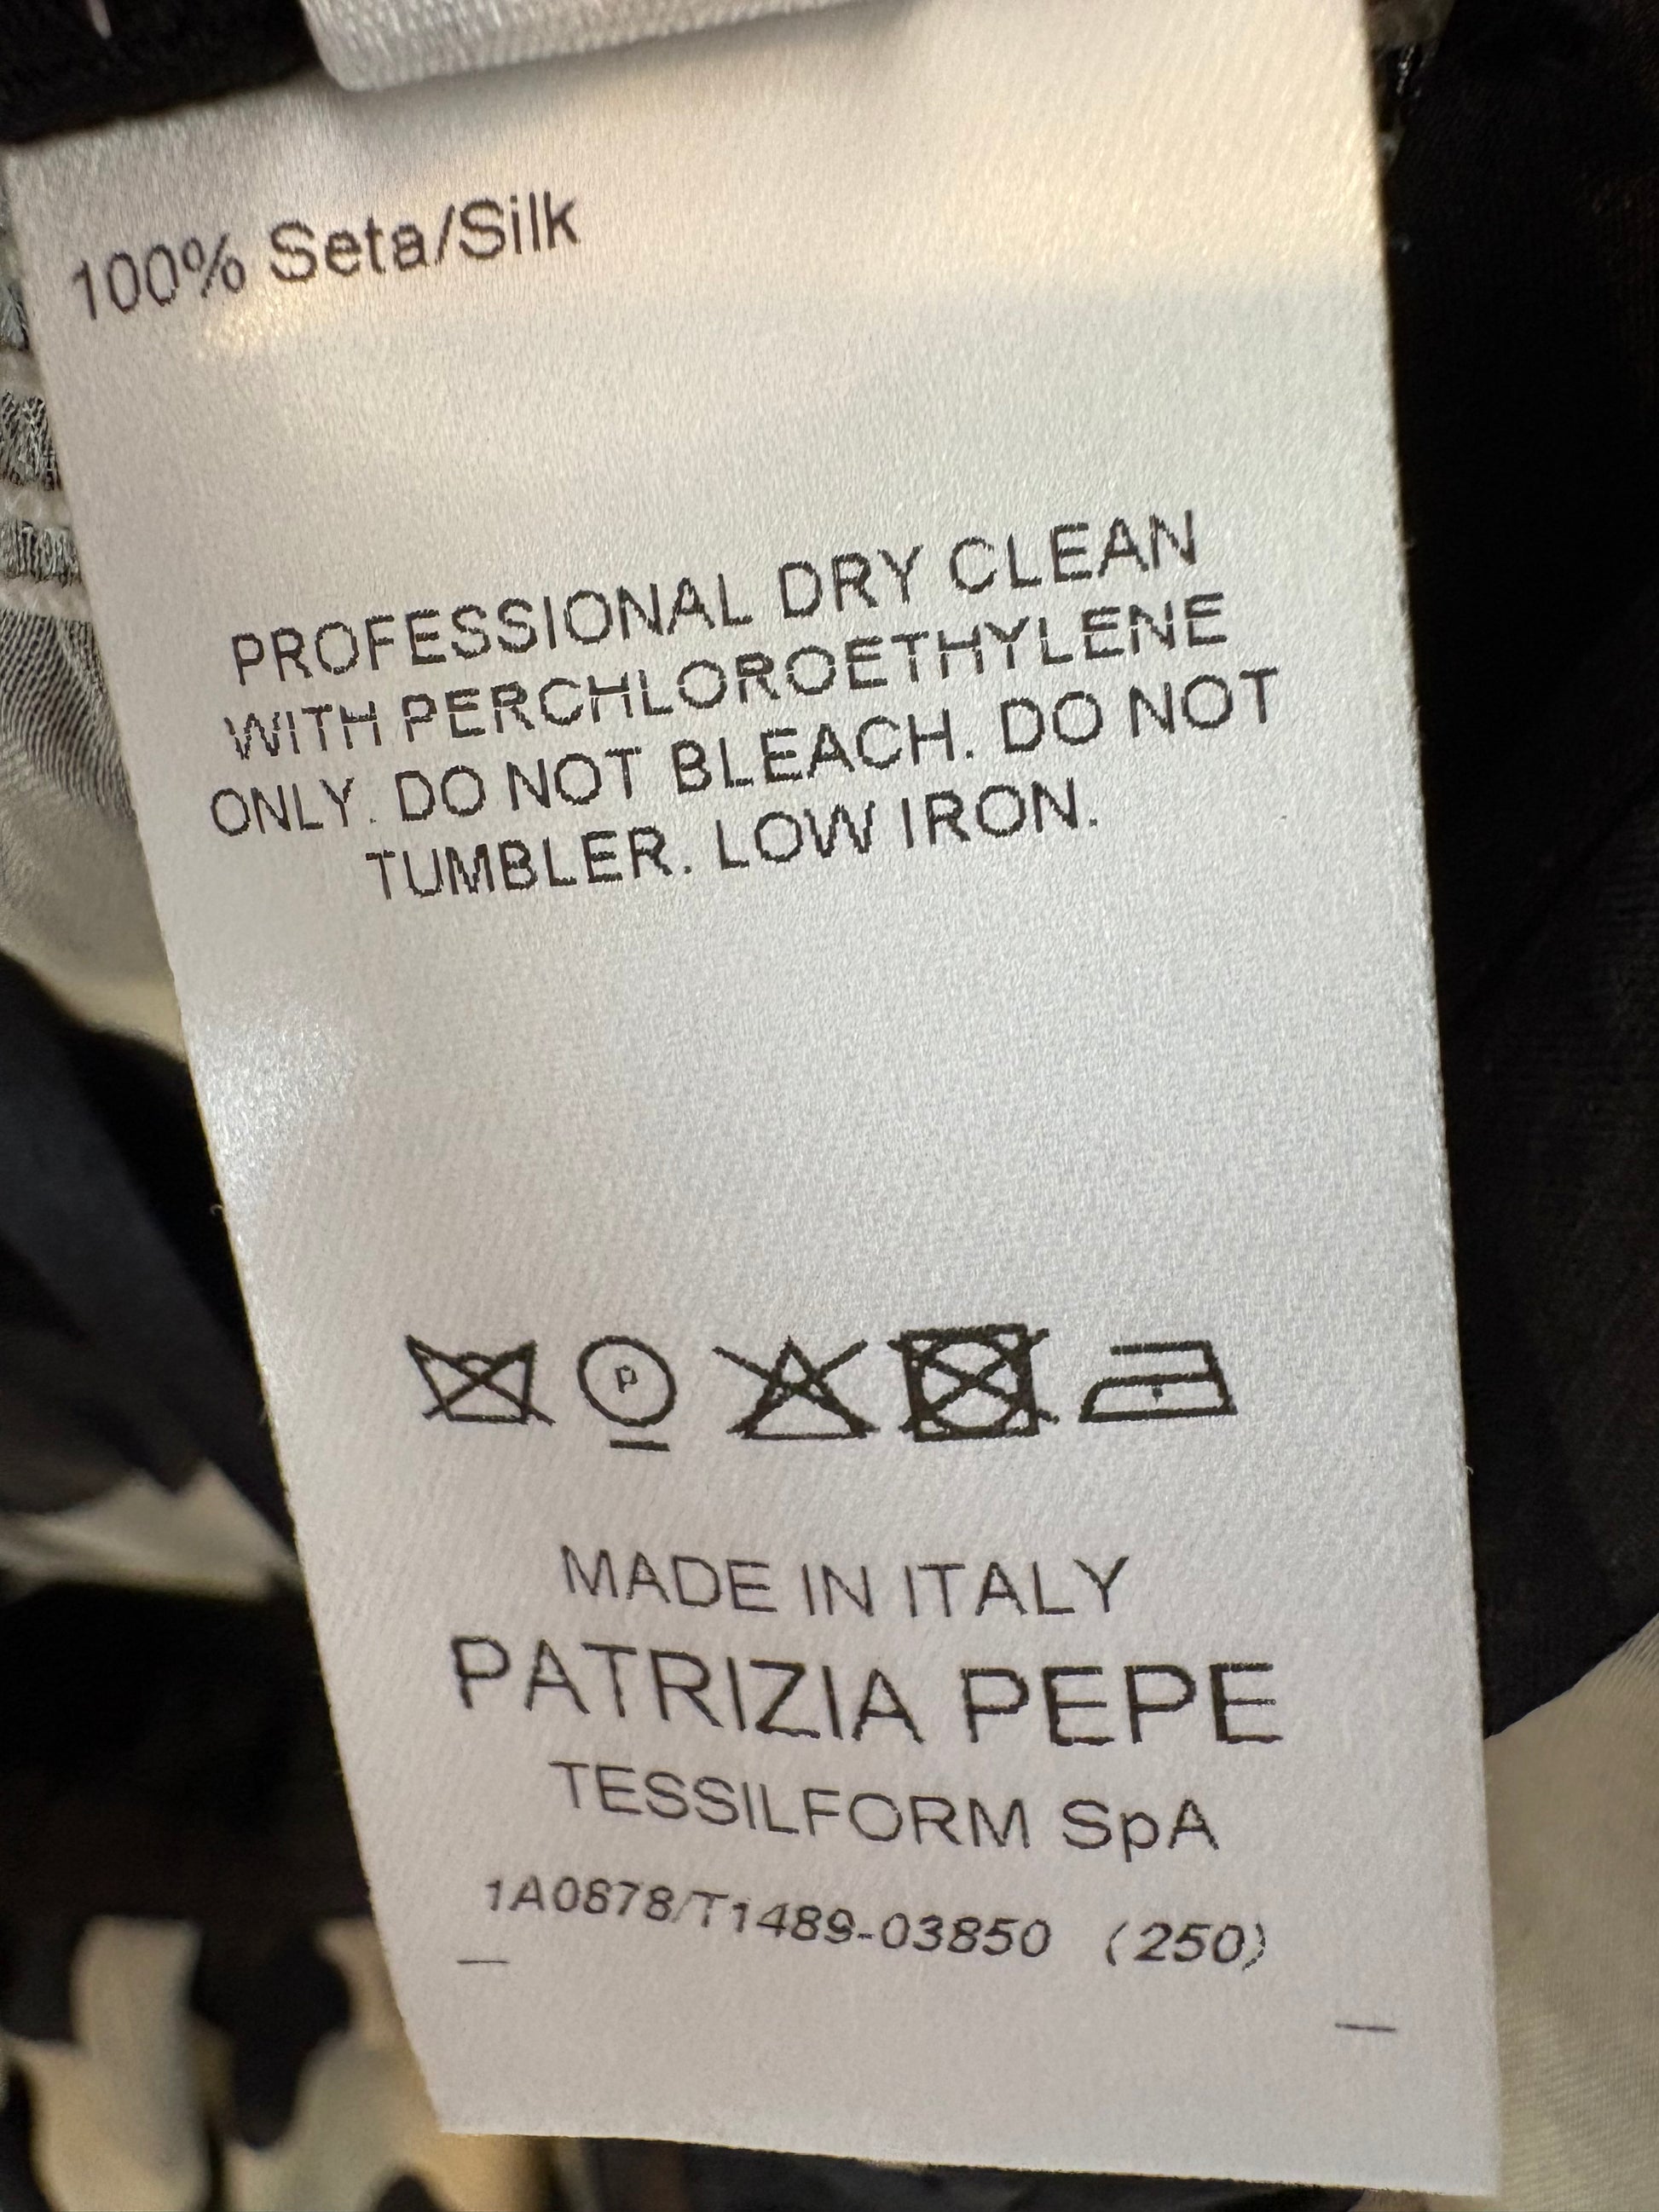 100% Seta/Silk
PROFESSIONAL DRY CLEAN
WITH PERCHLOROETHYLENE
ONLY. DO NOT BLEACH. DO NOT
TUMBLER. LOW IRON.
P
MADE IN ITALY
PATRIZIA PEPE
TESSILFORM SpA
1A0878/T1489-03850 (250)